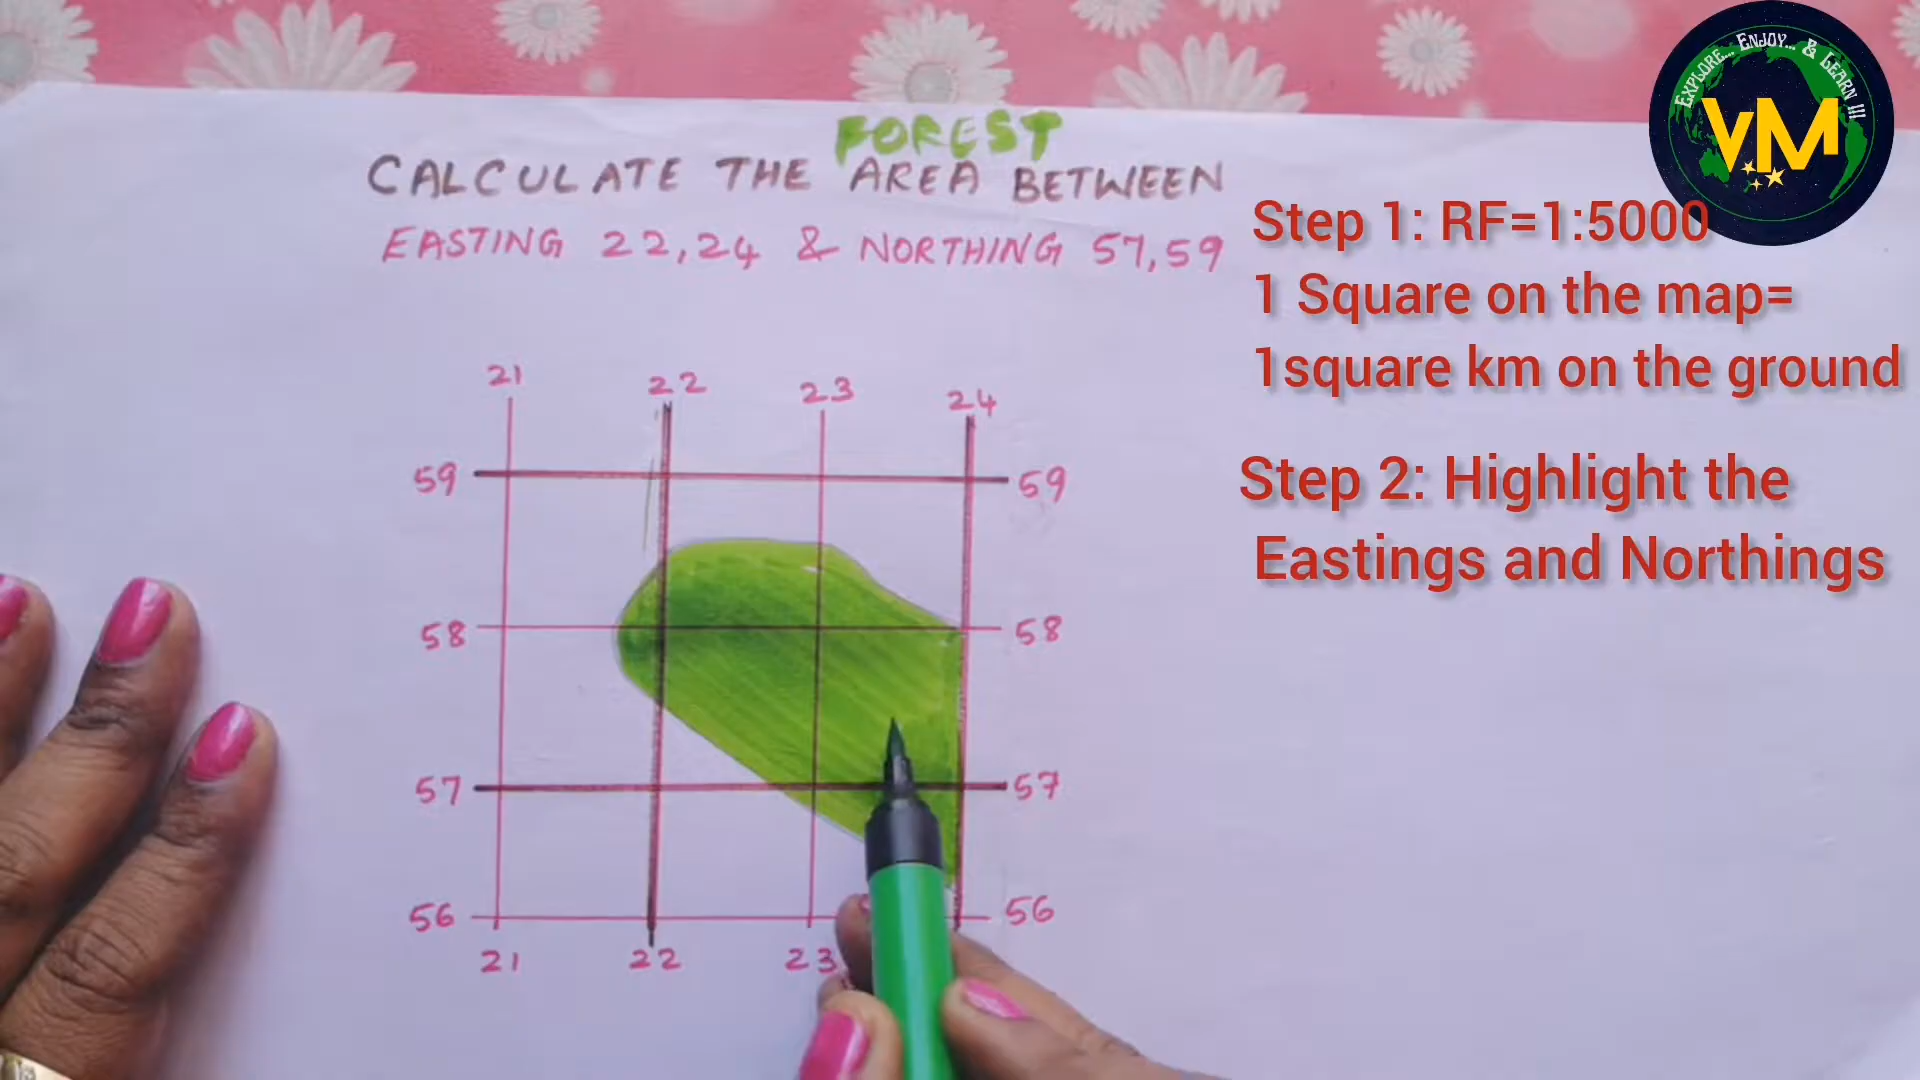 FOREST
CALCULATE THE AREA BETWEEN
EASTING 22,24 & NORTHING 57,59
EXPLORE... ENJOY... & LEARN !!!
VM
Step 1: RF=1:5000
1 Square on the map=
1square km on the ground
Step 2: Highlight the
Eastings and Northings
21 22 23 24
59 59
58 58
57 57
56 56
21 22 23